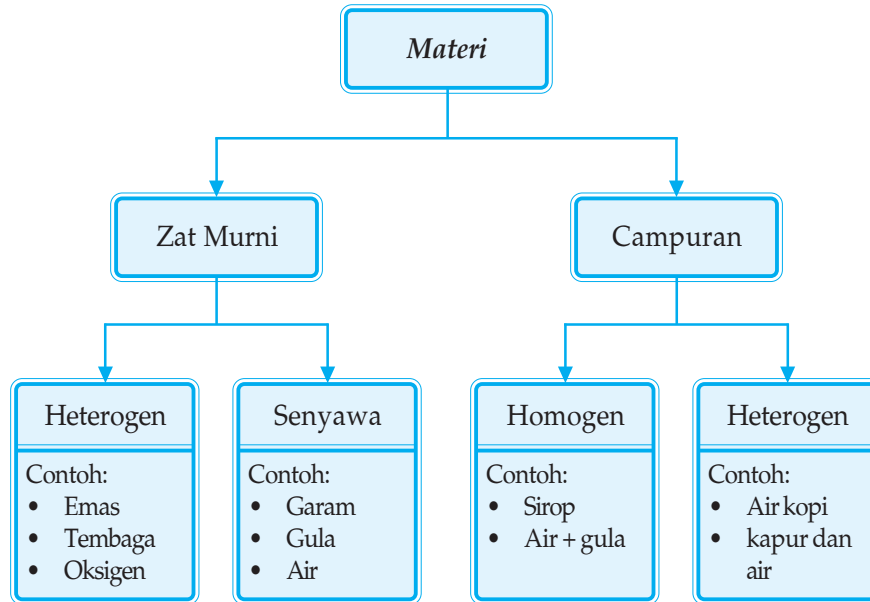 Materi
Zat Murni
Campuran
Heterogen
Contoh:
• Emas
• Tembaga
• Oksigen
Senyawa
Contoh:
• Garam
• Gula
• Air
Homogen
Contoh:
• Sirop
• Air + gula
Heterogen
Contoh:
• Air kopi
• kapur dan
air